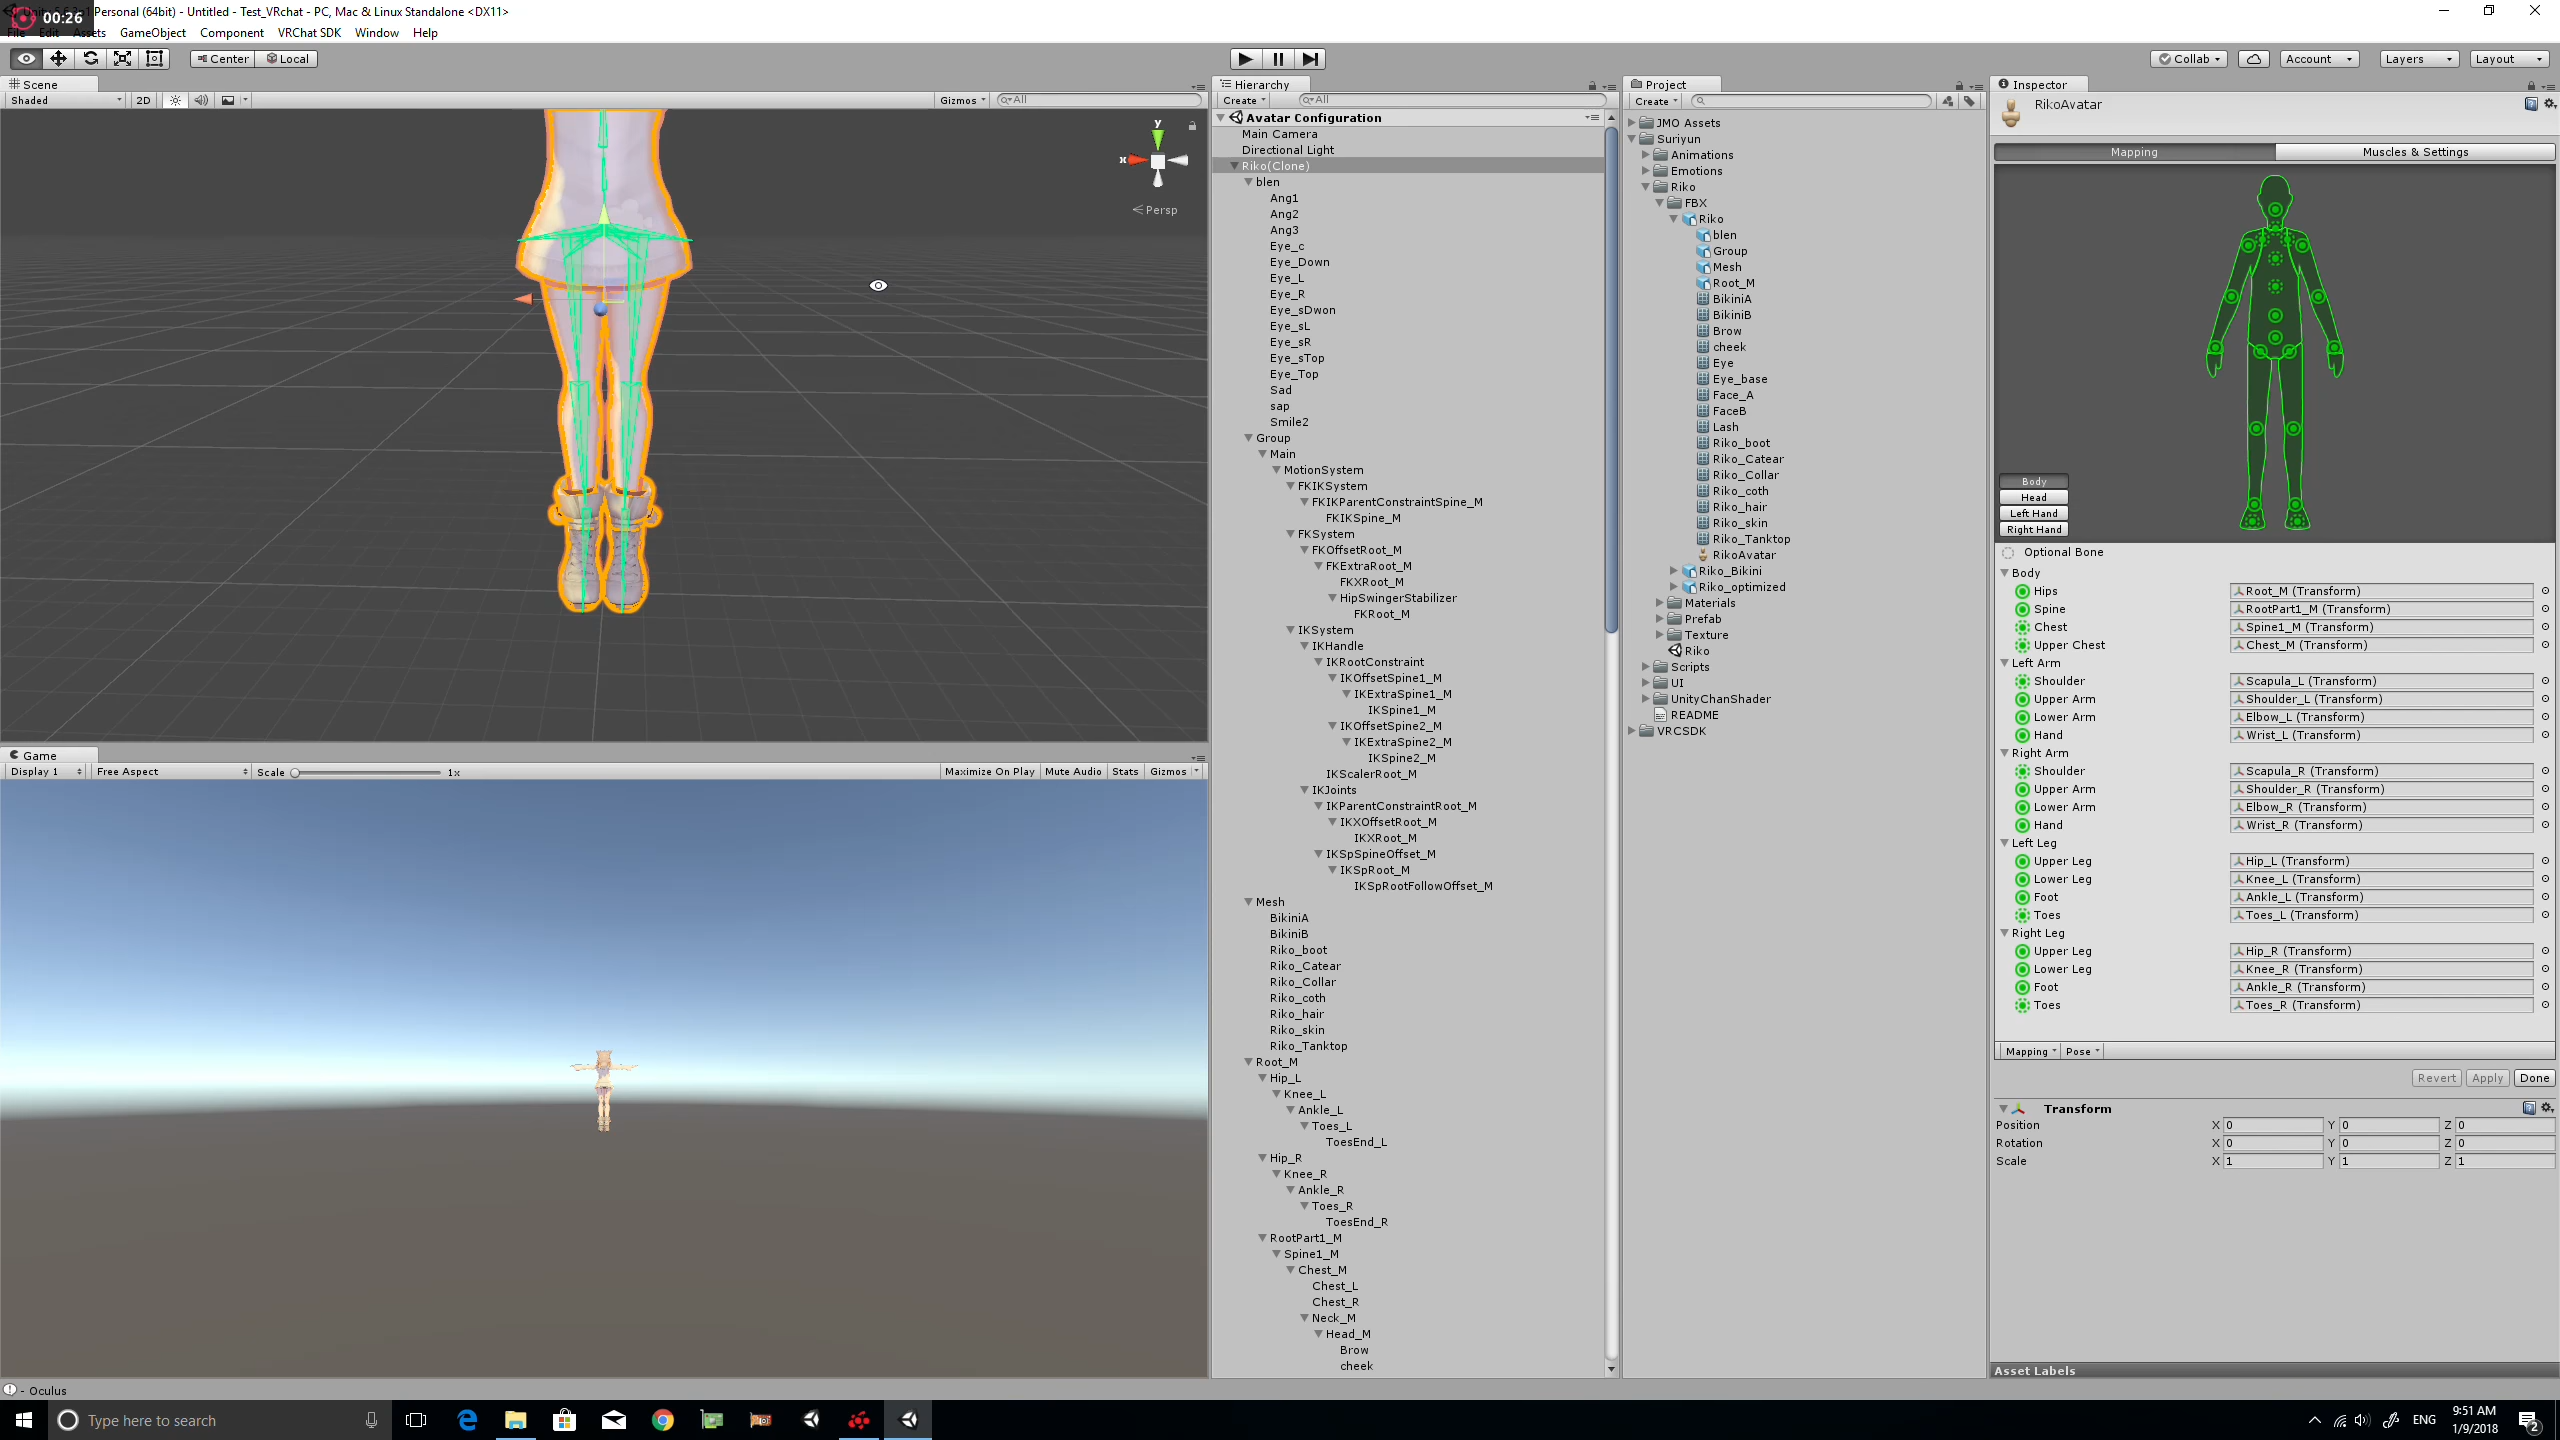 00:26
Personal (64bit) - Untitled - Test_VRchat - PC, Mac & Linux Standalone <DX11>
File Edit Assets GameObject Component VRChat SDK Window Help
Center Local
Collab Account Layers Layout
Scene
Shaded 2D Gizmos All
y
x
Persp
Game
Display 1 Free Aspect Scale 1x Maximize On Play Mute Audio Stats Gizmos
Hierarchy
Create All
Avatar Configuration
Main Camera
Directional Light
Riko(Clone)
blen
Ang1
Ang2
Ang3
Eye_c
Eye_Down
Eye_L
Eye_R
Eye_sDwon
Eye_sL
Eye_sR
Eye_sTop
Eye_Top
Sad
sap
Smile2
Group
Main
MotionSystem
FKIKSystem
FKIKParentConstraintSpine_M
FKIKSpine_M
FKSystem
FKOffsetRoot_M
FKExtraRoot_M
FKXRoot_M
HipSwingerStabilizer
FKRoot_M
IKSystem
IKHandle
IKRootConstraint
IKOffsetSpine1_M
IKExtraSpine1_M
IKSpine1_M
IKOffsetSpine2_M
IKExtraSpine2_M
IKSpine2_M
IKScalerRoot_M
IKJoints
IKParentConstraintRoot_M
IKXOffsetRoot_M
IKXRoot_M
IKSpSpineOffset_M
IKSpRoot_M
IKSpRootFollowOffset_M
Mesh
BikiniA
BikiniB
Riko_boot
Riko_Catear
Riko_Collar
Riko_coth
Riko_hair
Riko_skin
Riko_Tanktop
Root_M
Hip_L
Knee_L
Ankle_L
Toes_L
ToesEnd_L
Hip_R
Knee_R
Ankle_R
Toes_R
ToesEnd_R
RootPart1_M
Spine1_M
Chest_M
Chest_L
Chest_R
Neck_M
Head_M
Brow
cheek
Project
Create
JMO Assets
Suriyun
Animations
Emotions
Riko
FBX
Riko
blen
Group
Mesh
Root_M
BikiniA
BikiniB
Brow
cheek
Eye
Eye_base
Face_A
FaceB
Lash
Riko_boot
Riko_Catear
Riko_Collar
Riko_coth
Riko_hair
Riko_skin
Riko_Tanktop
RikoAvatar
Riko_Bikini
Riko_optimized
Materials
Prefab
Texture
Riko
Scripts
UI
UnityChanShader
README
VRCSDK
Inspector
RikoAvatar
Mapping Muscles & Settings
Body
Head
Left Hand
Right Hand
Optional Bone
Body
Hips Root_M (Transform)
Spine RootPart1_M (Transform)
Chest Spine1_M (Transform)
Upper Chest Chest_M (Transform)
Left Arm
Shoulder Scapula_L (Transform)
Upper Arm Shoulder_L (Transform)
Lower Arm Elbow_L (Transform)
Hand Wrist_L (Transform)
Right Arm
Shoulder Scapula_R (Transform)
Upper Arm Shoulder_R (Transform)
Lower Arm Elbow_R (Transform)
Hand Wrist_R (Transform)
Left Leg
Upper Leg Hip_L (Transform)
Lower Leg Knee_L (Transform)
Foot Ankle_L (Transform)
Toes Toes_L (Transform)
Right Leg
Upper Leg Hip_R (Transform)
Lower Leg Knee_R (Transform)
Foot Ankle_R (Transform)
Toes Toes_R (Transform)
Mapping Pose
Revert Apply Done
Transform
Position X 0 Y 0 Z 0
Rotation X 0 Y 0 Z 0
Scale X 1 Y 1 Z 1
Asset Labels
- Oculus
Type here to search
ENG
9:51 AM
1/9/2018
2